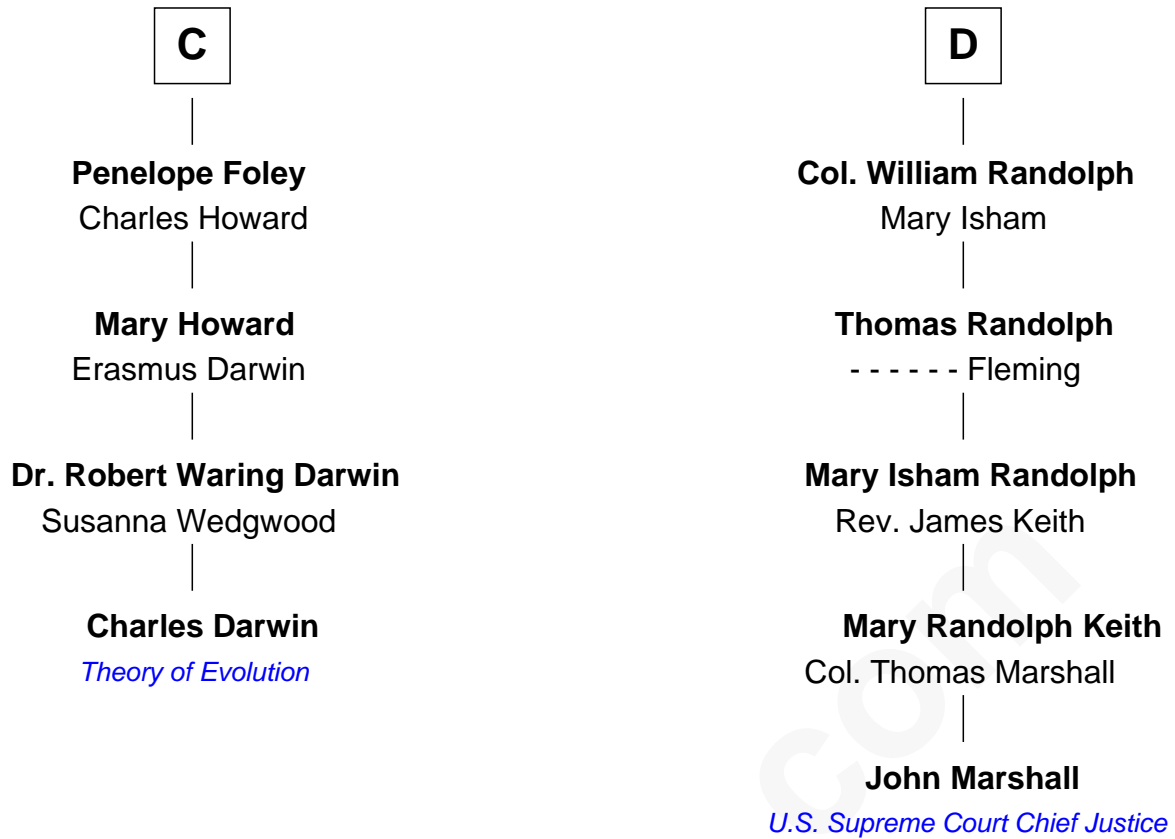 C
Penelope Foley
Charles Howard
Mary Howard
Erasmus Darwin
Dr. Robert Waring Darwin
Susanna Wedgwood
Charles Darwin
Theory of Evolution
D
Col. William Randolph
Mary Isham
Thomas Randolph
- - - - - - Fleming
Mary Isham Randolph
Rev. James Keith
Mary Randolph Keith
Col. Thomas Marshall
John Marshall
U.S. Supreme Court Chief Justice
com